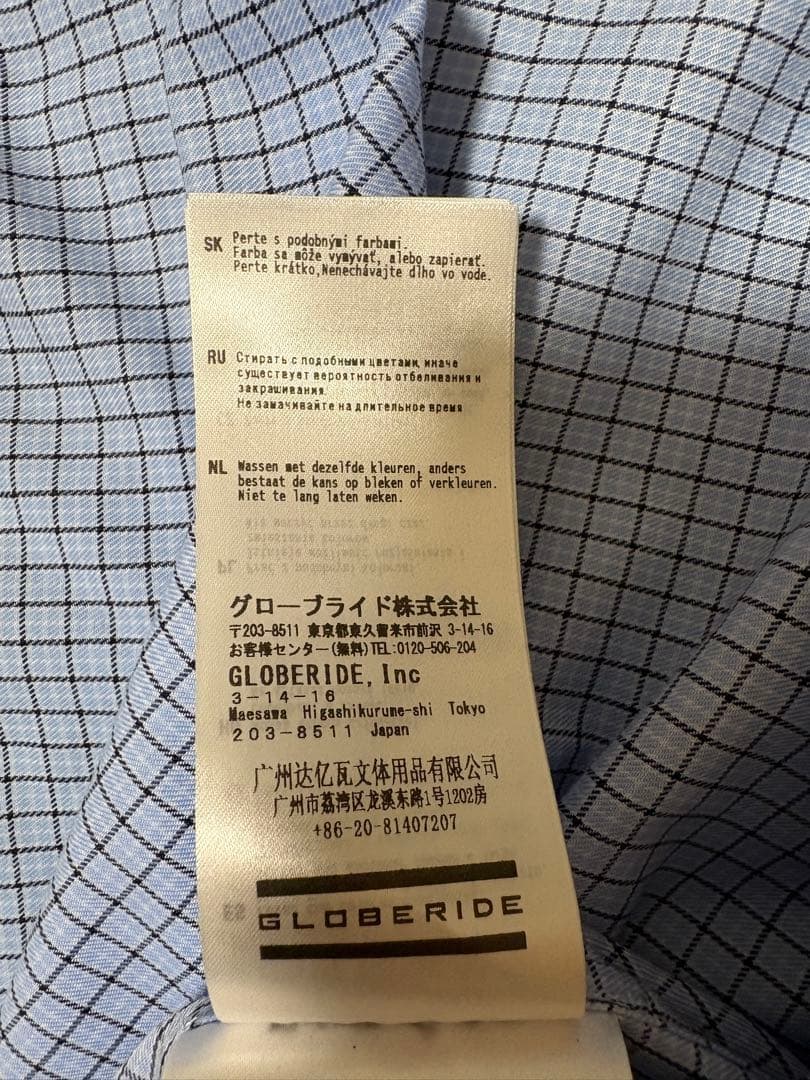 SK Perte s podobnými farbami.
Farba sa môže vymývať, alebo zapierať.
Perte krátko,Nenechávajte dlho vo vode.
RU Стирать с подобными цветами, иначе
существует вероятность отбеливания и
закрашивания.
Не замачивайте на длительное время
NL Wassen met dezelfde kleuren, anders
bestaat de kans op bleken of verkleuren.
Niet te lang laten weken.
グローブライド株式会社
〒203-8511 東京都東久留米市前沢 3-14-16
お客様センター(無料)TEL:0120-506-204
GLOBERIDE, Inc
3-14-16
Maesawa Higashikurume-shi Tokyo
203-8511 Japan
广州达亿瓦文体用品有限公司
广州市荔湾区龙溪东路1号1202房
+86-20-81407207
GLOBERIDE